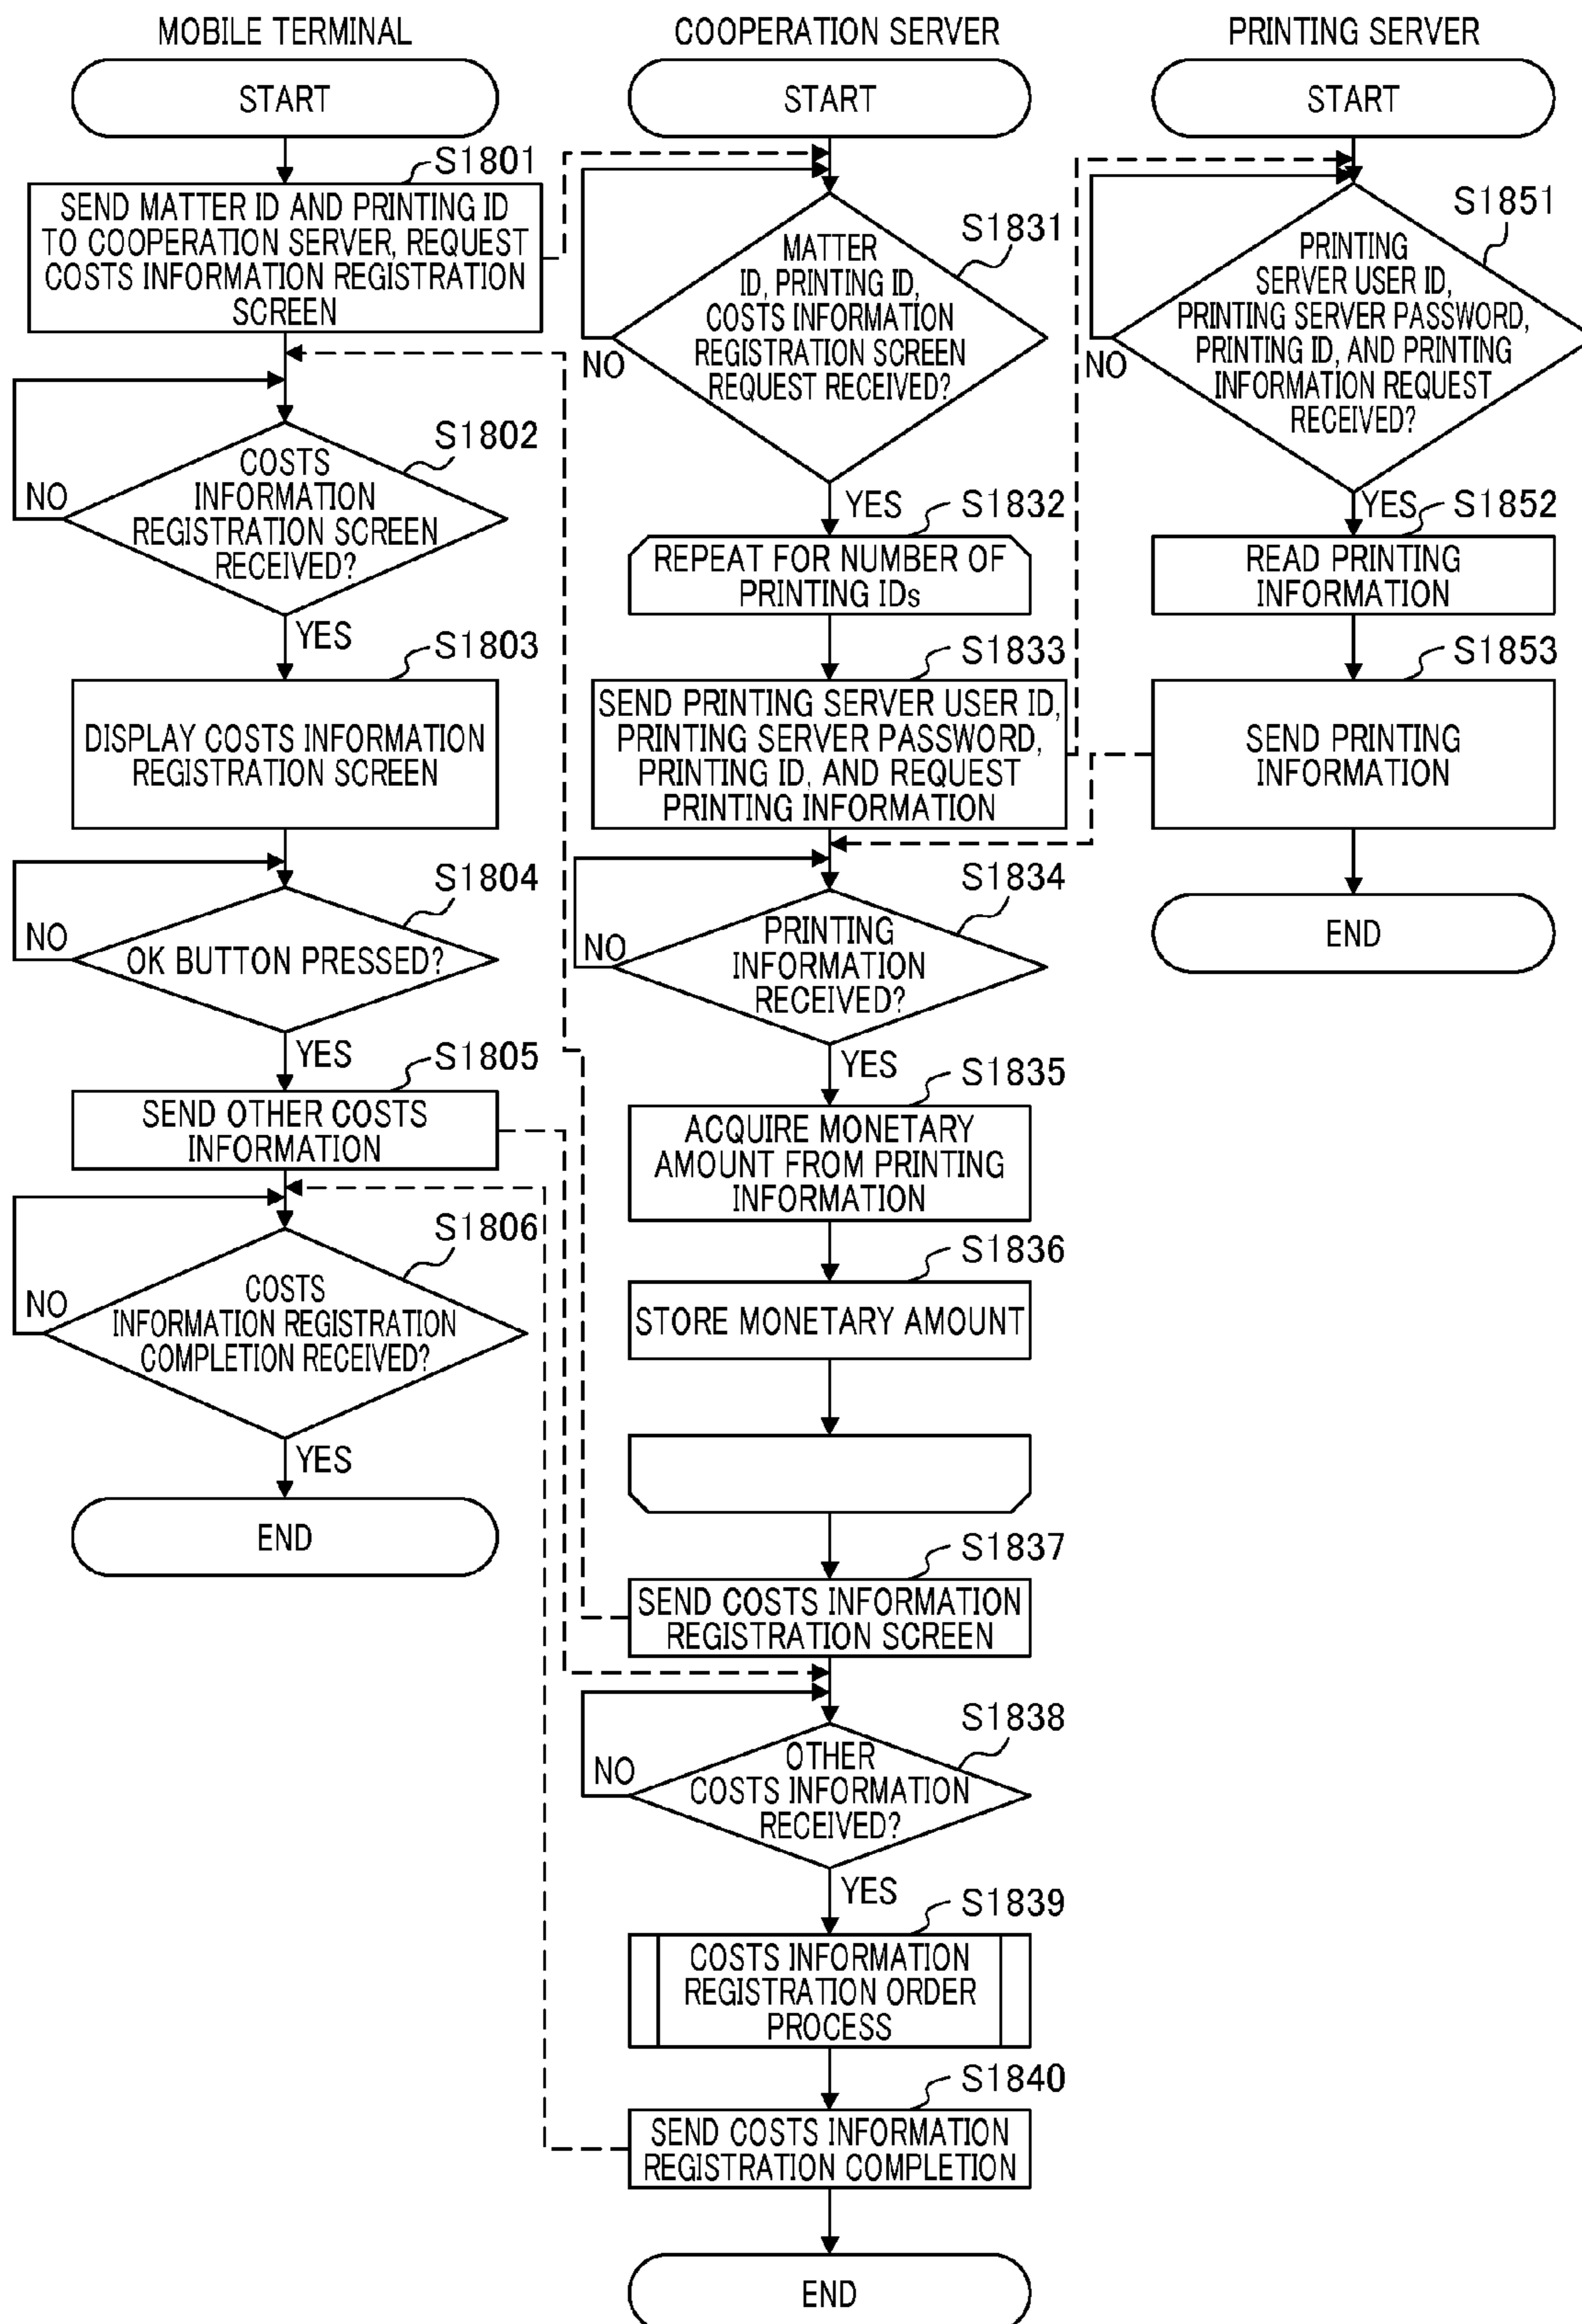 MOBILE TERMINAL
START
S1801
SEND MATTER ID AND PRINTING ID
TO COOPERATION SERVER, REQUEST
COSTS INFORMATION REGISTRATION
SCREEN
S1802
COSTS
INFORMATION
REGISTRATION SCREEN
RECEIVED?
NO
YES
S1803
DISPLAY COSTS INFORMATION
REGISTRATION SCREEN
S1804
OK BUTTON PRESSED?
NO
YES
S1805
SEND OTHER COSTS
INFORMATION
S1806
COSTS
INFORMATION REGISTRATION
COMPLETION RECEIVED?
NO
YES
END
COOPERATION SERVER
START
S1831
MATTER
ID, PRINTING ID,
COSTS INFORMATION
REGISTRATION SCREEN
REQUEST RECEIVED?
NO
YES
S1832
REPEAT FOR NUMBER OF
PRINTING IDs
S1833
SEND PRINTING SERVER USER ID,
PRINTING SERVER PASSWORD,
PRINTING ID, AND REQUEST
PRINTING INFORMATION
S1834
PRINTING
INFORMATION
RECEIVED?
NO
YES
S1835
ACQUIRE MONETARY
AMOUNT FROM PRINTING
INFORMATION
S1836
STORE MONETARY AMOUNT
S1837
SEND COSTS INFORMATION
REGISTRATION SCREEN
S1838
OTHER
COSTS INFORMATION
RECEIVED?
NO
YES
S1839
COSTS INFORMATION
REGISTRATION ORDER
PROCESS
S1840
SEND COSTS INFORMATION
REGISTRATION COMPLETION
END
PRINTING SERVER
START
S1851
PRINTING
SERVER USER ID,
PRINTING SERVER PASSWORD,
PRINTING ID, AND PRINTING
INFORMATION REQUEST
RECEIVED?
NO
YES
S1852
READ PRINTING
INFORMATION
S1853
SEND PRINTING
INFORMATION
END